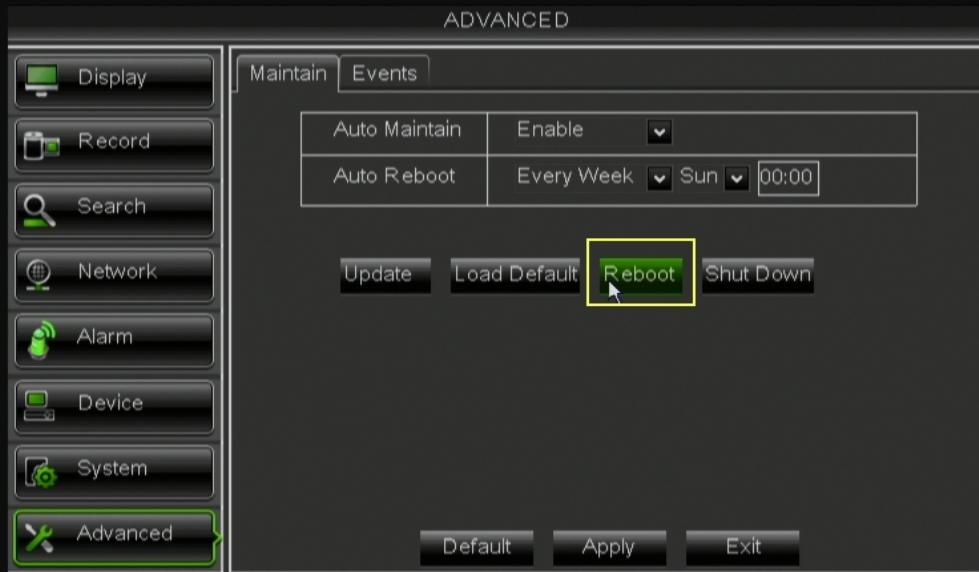 ADVANCED
Display
Record
Search
Network
Alarm
Device
System
Advanced
Maintain Events
Auto Maintain Enable
Auto Reboot Every Week Sun 00:00
Update Load Default Reboot Shut Down
Default Apply Exit